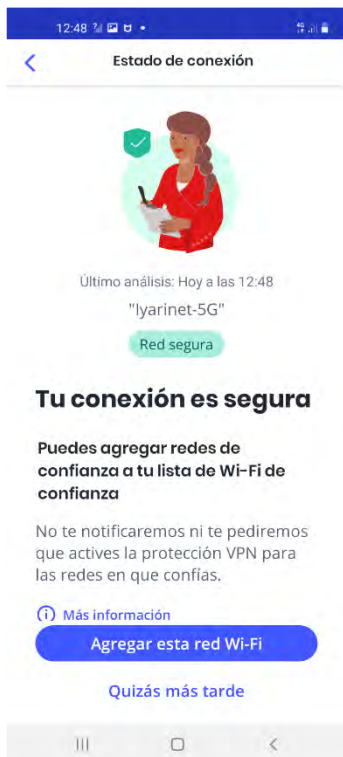 12:48
Estado de conexión
Último análisis: Hoy a las 12:48
"Iyarinet-5G"
Red segura
Tu conexión es segura
Puedes agregar redes de
confianza a tu lista de Wi-Fi de
confianza
No te notificaremos ni te pediremos
que actives la protección VPN para
las redes en que confías.
Más información
Agregar esta red Wi-Fi
Quizás más tarde